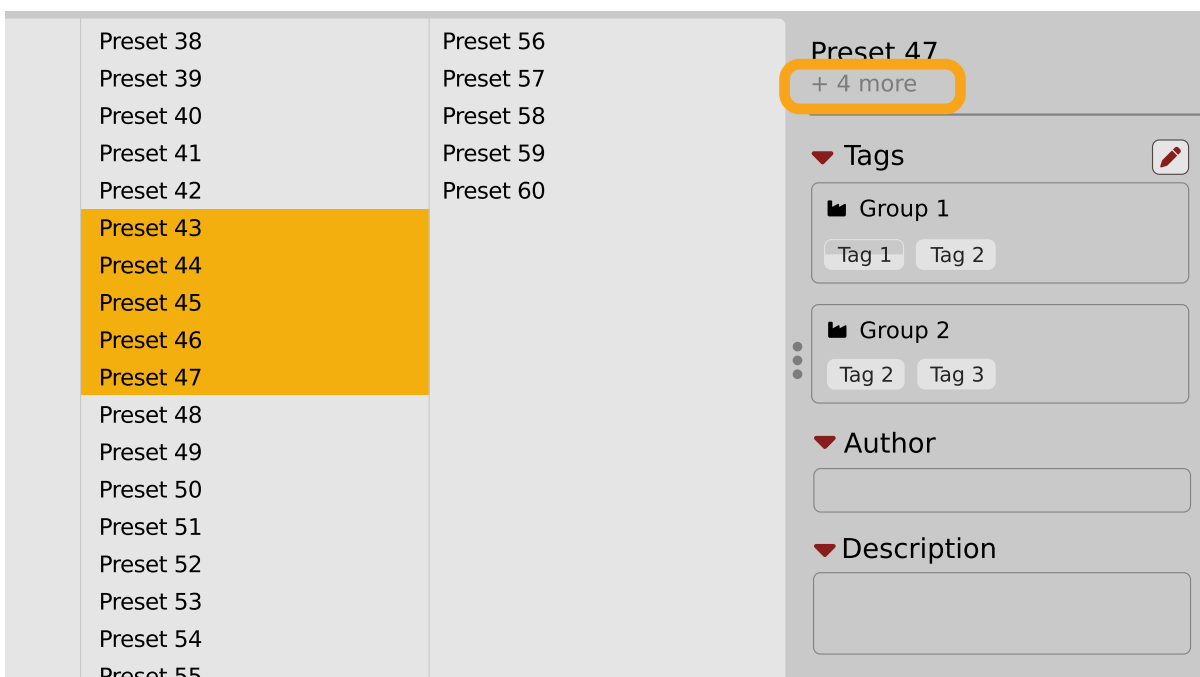 Preset 38
Preset 39
Preset 40
Preset 41
Preset 42
Preset 43
Preset 44
Preset 45
Preset 46
Preset 47
Preset 48
Preset 49
Preset 50
Preset 51
Preset 52
Preset 53
Preset 54
Preset 55
Preset 56
Preset 57
Preset 58
Preset 59
Preset 60
Preset 47
+ 4 more
Tags
Group 1
Tag 1 Tag 2
Group 2
Tag 2 Tag 3
Author
Description